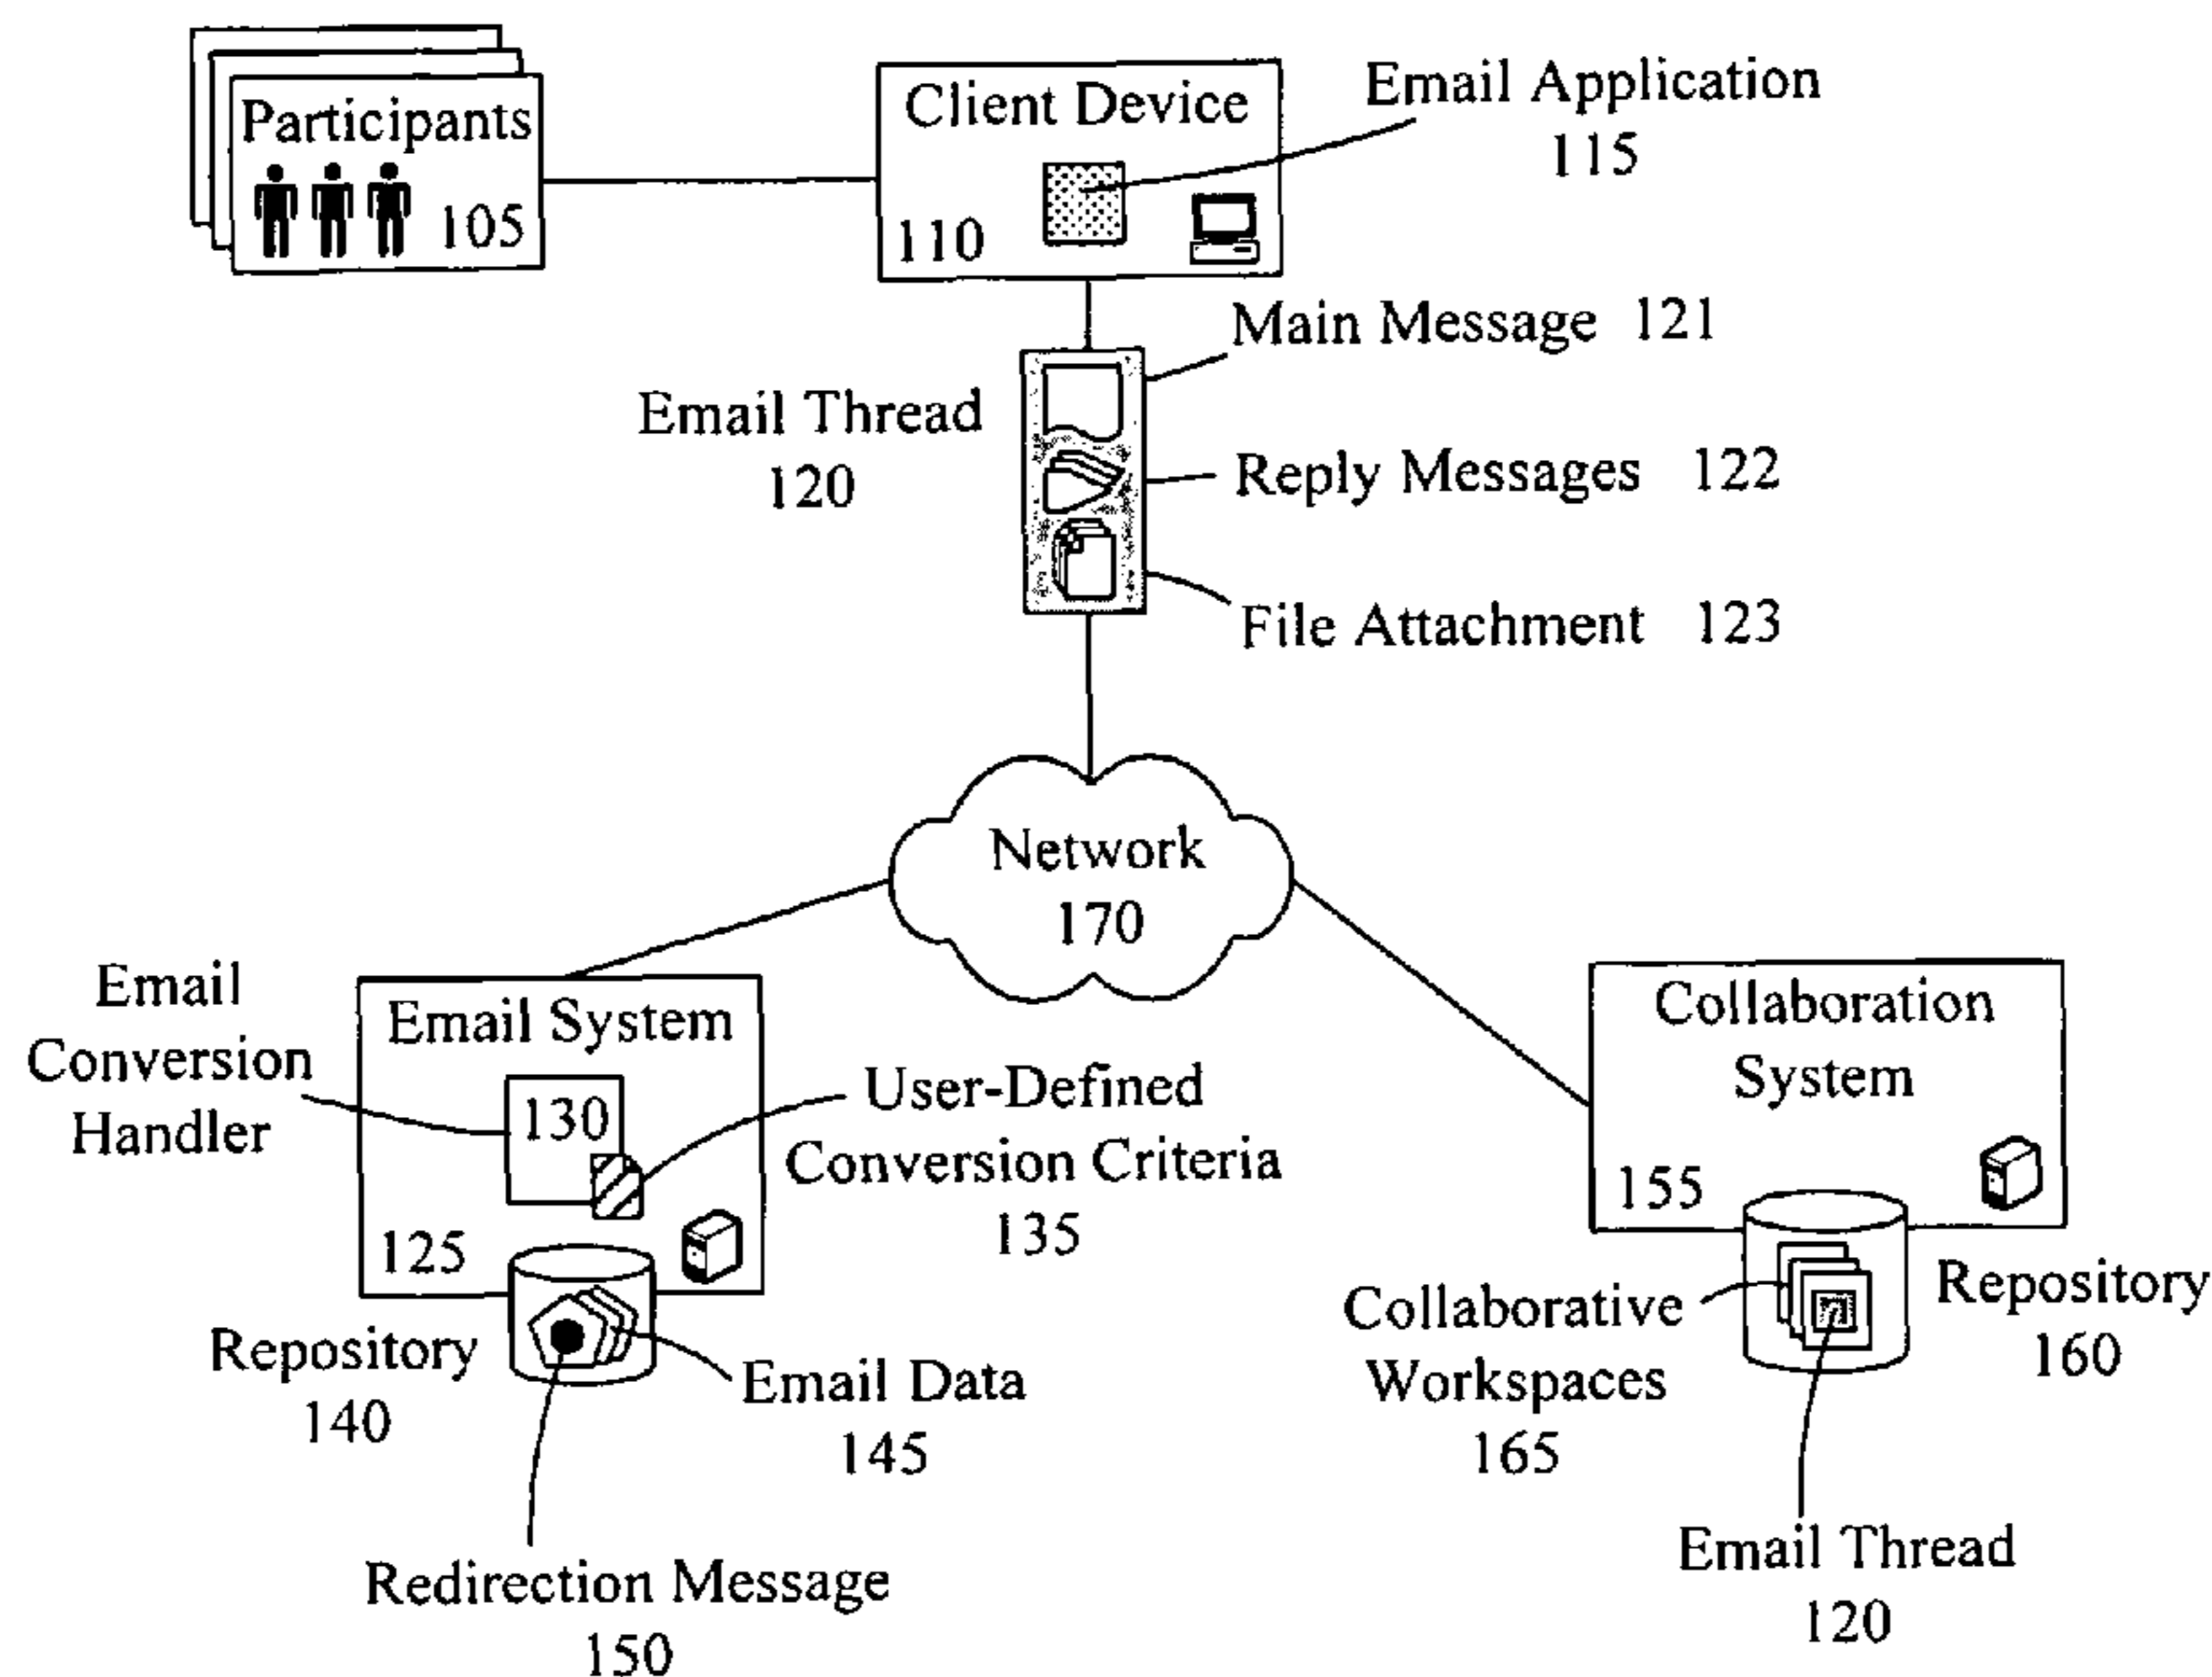 Participants
105
Client Device
110
Email Application
115
Main Message 121
Email Thread
120
Reply Messages 122
File Attachment 123
Network
170
Email
Conversion
Handler
Email System
130
125
User-Defined
Conversion Criteria
135
Collaboration
System
155
Repository
140
Email Data
145
Redirection Message
150
Collaborative
Workspaces
165
Repository
160
Email Thread
120